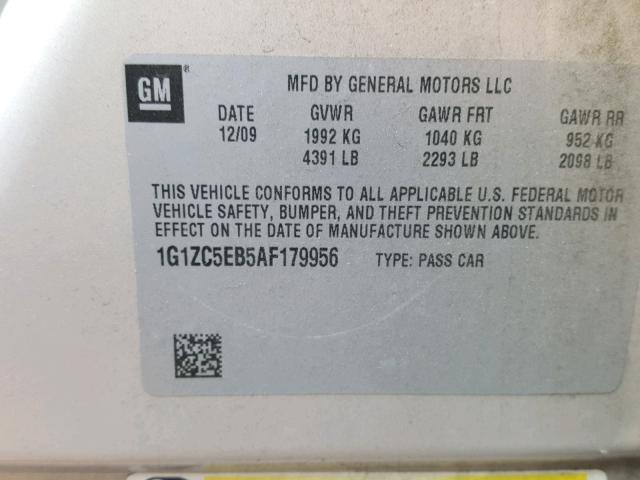 GM®
MFD BY GENERAL MOTORS LLC
DATE GVWR GAWR FRT GAWR RR
12/09 1992 KG 1040 KG 952 KG
4391 LB 2293 LB 2098 LB
THIS VEHICLE CONFORMS TO ALL APPLICABLE U.S. FEDERAL MOTOR
VEHICLE SAFETY, BUMPER, AND THEFT PREVENTION STANDARDS IN
EFFECT ON THE DATE OF MANUFACTURE SHOWN ABOVE.
1G1ZC5EB5AF179956 TYPE: PASS CAR